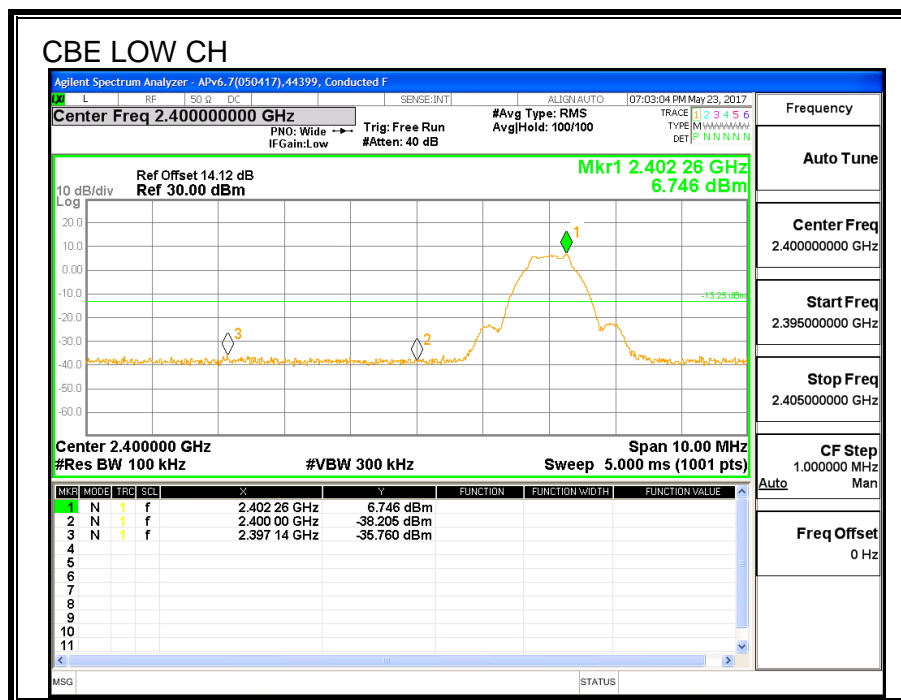 CBE LOW CH
Agilent Spectrum Analyzer - APv6.7(050417),44399, Conducted F
LXI L RF 50 Ω DC SENSE:INT ALIGN AUTO 07:03:04 PM May 23, 2017
Center Freq 2.400000000 GHz
PNO: Wide
IFGain:Low
Trig: Free Run
#Atten: 40 dB
#Avg Type: RMS
Avg|Hold: 100/100
TRACE 1 2 3 4 5 6
TYPE M WWWWW
DET P N N N N N
Ref Offset 14.12 dB
Ref 30.00 dBm
10 dB/div
Log
Mkr1 2.402 26 GHz
6.746 dBm
20.0
10.0
0.00
-10.0
-20.0
-30.0
-40.0
-50.0
-60.0
1
2
3
-13.25 dBm
Center 2.400000 GHz
Span 10.00 MHz
#Res BW 100 kHz
#VBW 300 kHz
Sweep 5.000 ms (1001 pts)
MKR MODE TRC SCL X Y FUNCTION FUNCTION WIDTH FUNCTION VALUE
1 N 1 f 2.402 26 GHz 6.746 dBm
2 N 1 f 2.400 00 GHz -38.205 dBm
3 N 1 f 2.397 14 GHz -35.760 dBm
4
5
6
7
8
9
10
11
MSG
STATUS
Frequency
Auto Tune
Center Freq
2.400000000 GHz
Start Freq
2.395000000 GHz
Stop Freq
2.405000000 GHz
CF Step
1.000000 MHz
Auto Man
Freq Offset
0 Hz